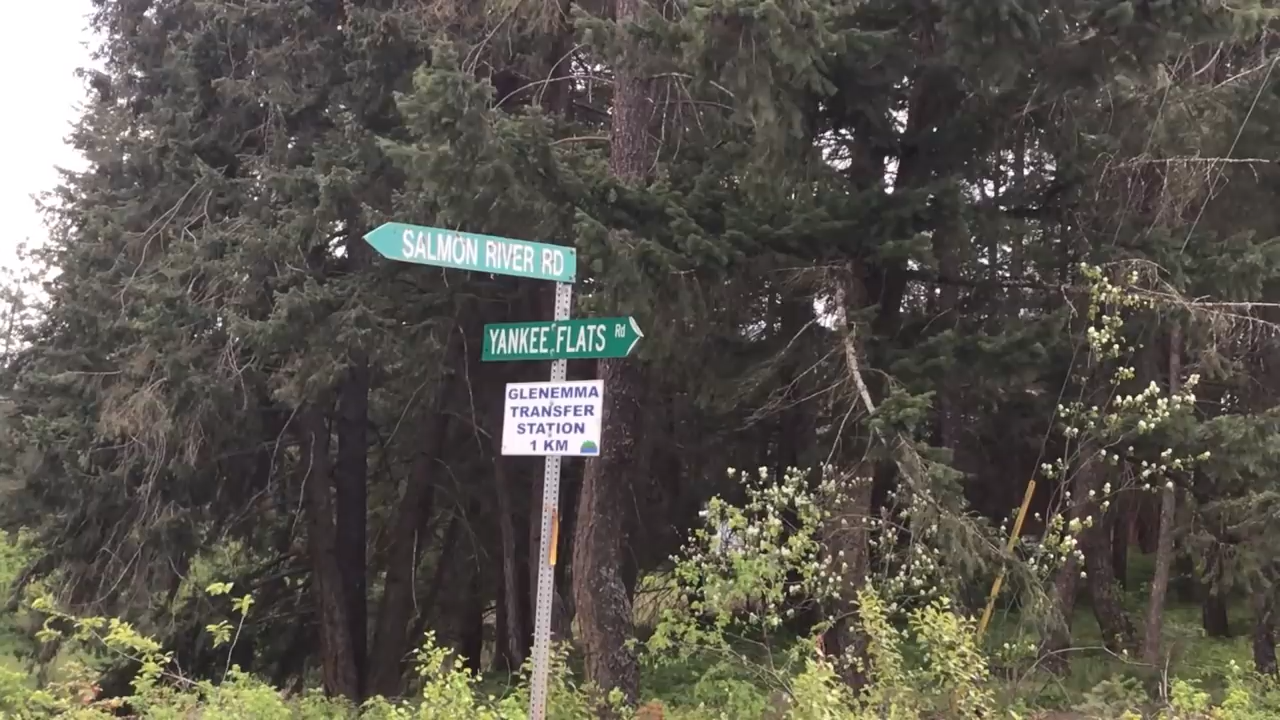 SALMON RIVER RD
YANKEE FLATS Rd
GLENEMMA
TRANSFER
STATION
1 KM